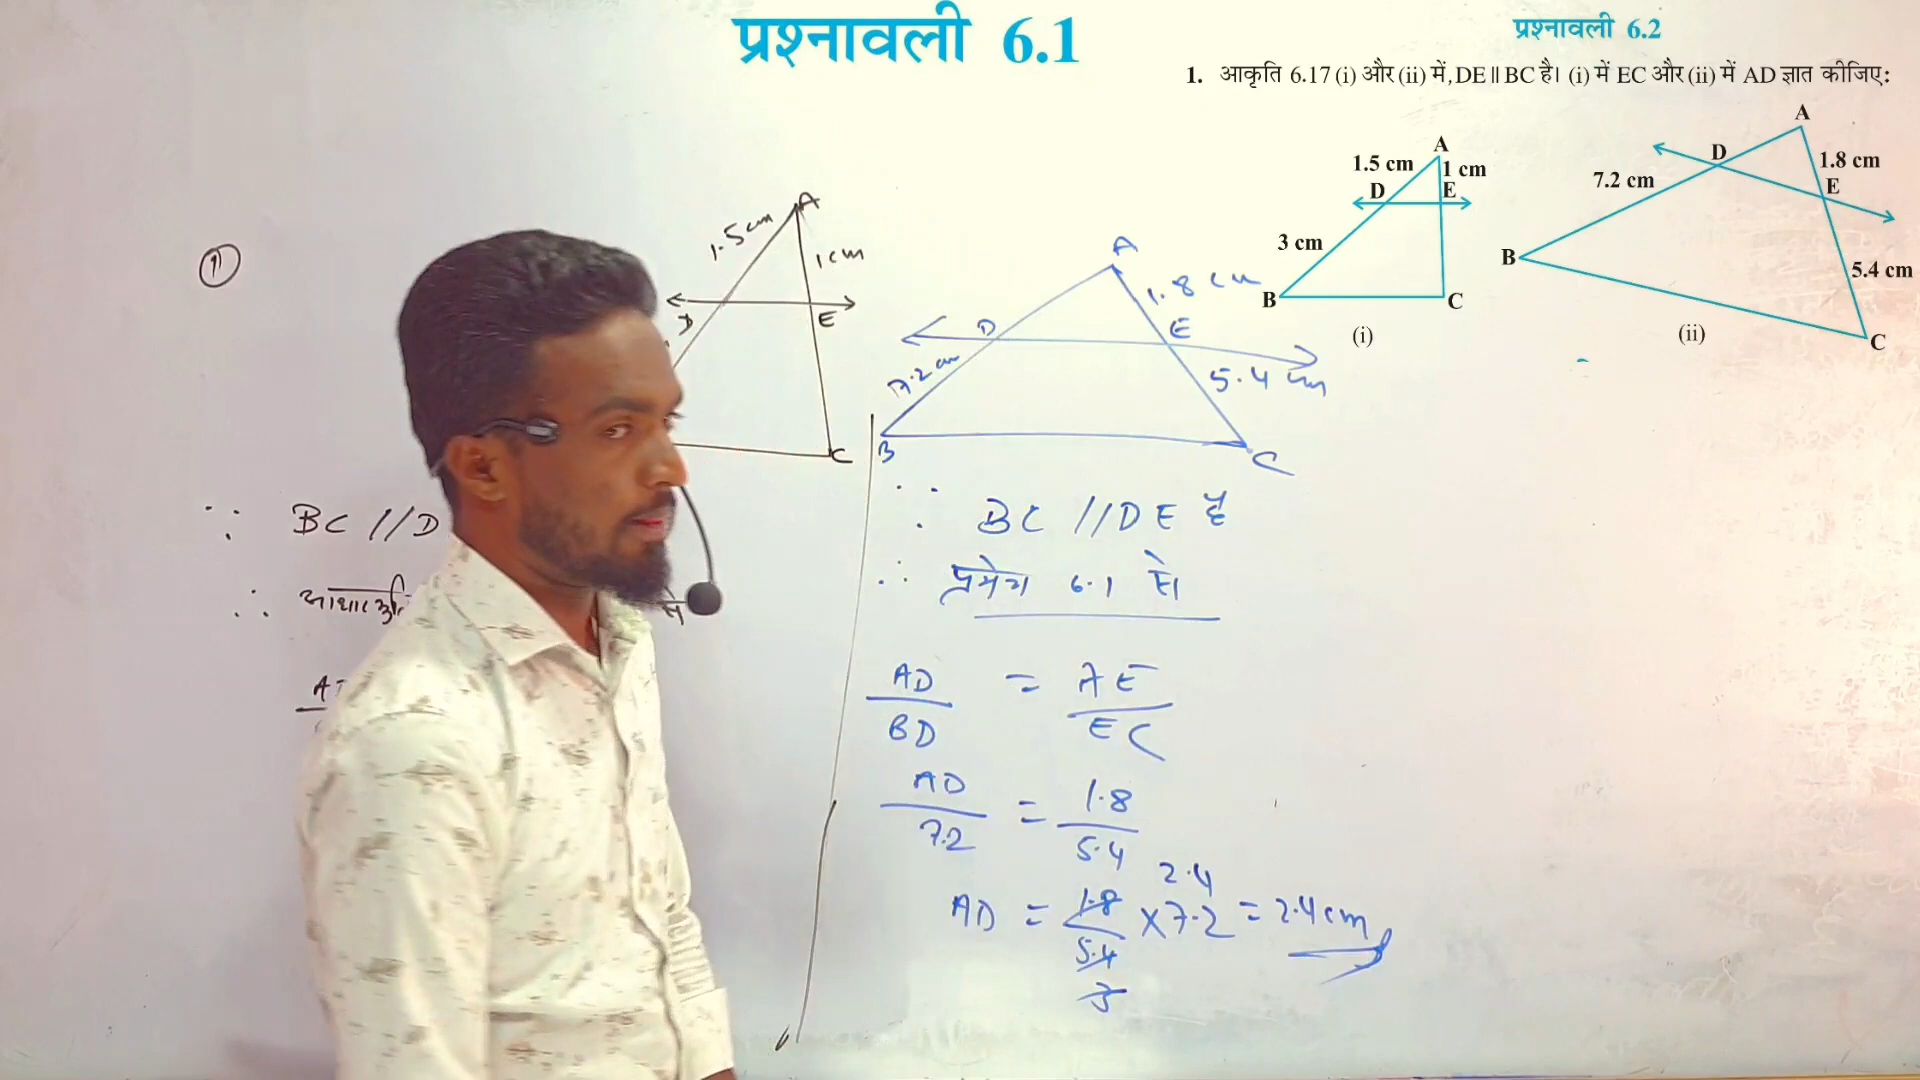 प्रश्नावली 6.1
प्रश्नावली 6.2
1. आकृति 6.17 (i) और (ii) में, DE || BC है। (i) में EC और (ii) में AD ज्ञात कीजिए:
A
1.5 cm
1 cm
D
E
3 cm
B
C
(i)
A
D
1.8 cm
7.2 cm
E
B
5.4 cm
C
(ii)
A
1.5 cm
1 cm
D
E
C
∵ BC // D
∴
A
1.8 cm
D
E
7.2 cm
5.4 cm
B
C
∵ BC // DE है
∴ प्रमेय 6.1 से
AD = AE
BD EC
AD = 1.8
7.2 5.4
2.4
AD = 1.8 × 7.2 = 2.4 cm
5.4
3